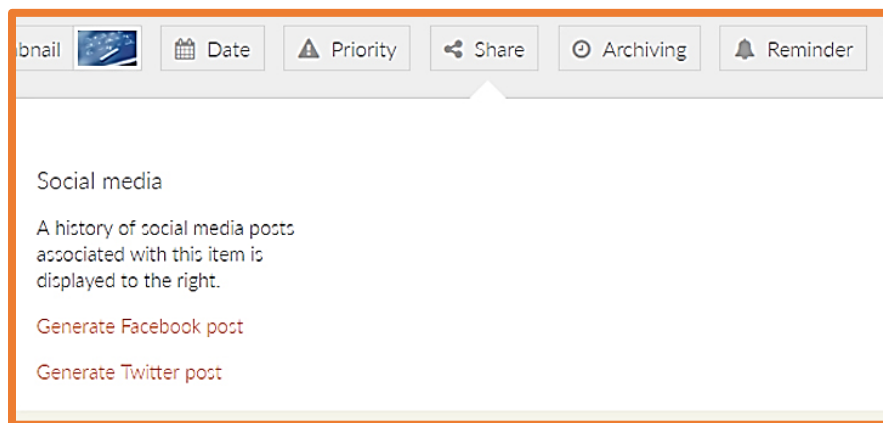 bnail Date Priority Share Archiving Reminder
Social media
A history of social media posts
associated with this item is
displayed to the right.
Generate Facebook post
Generate Twitter post